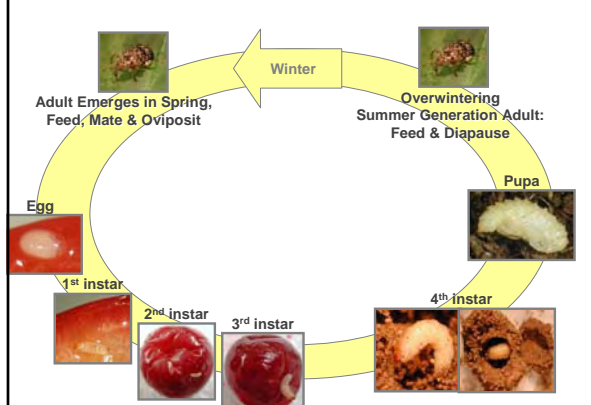 Winter
Adult Emerges in Spring,
Feed, Mate & Oviposit
Overwintering
Summer Generation Adult:
Feed & Diapause
Pupa
Egg
1st instar
2nd instar
3rd instar
4th instar